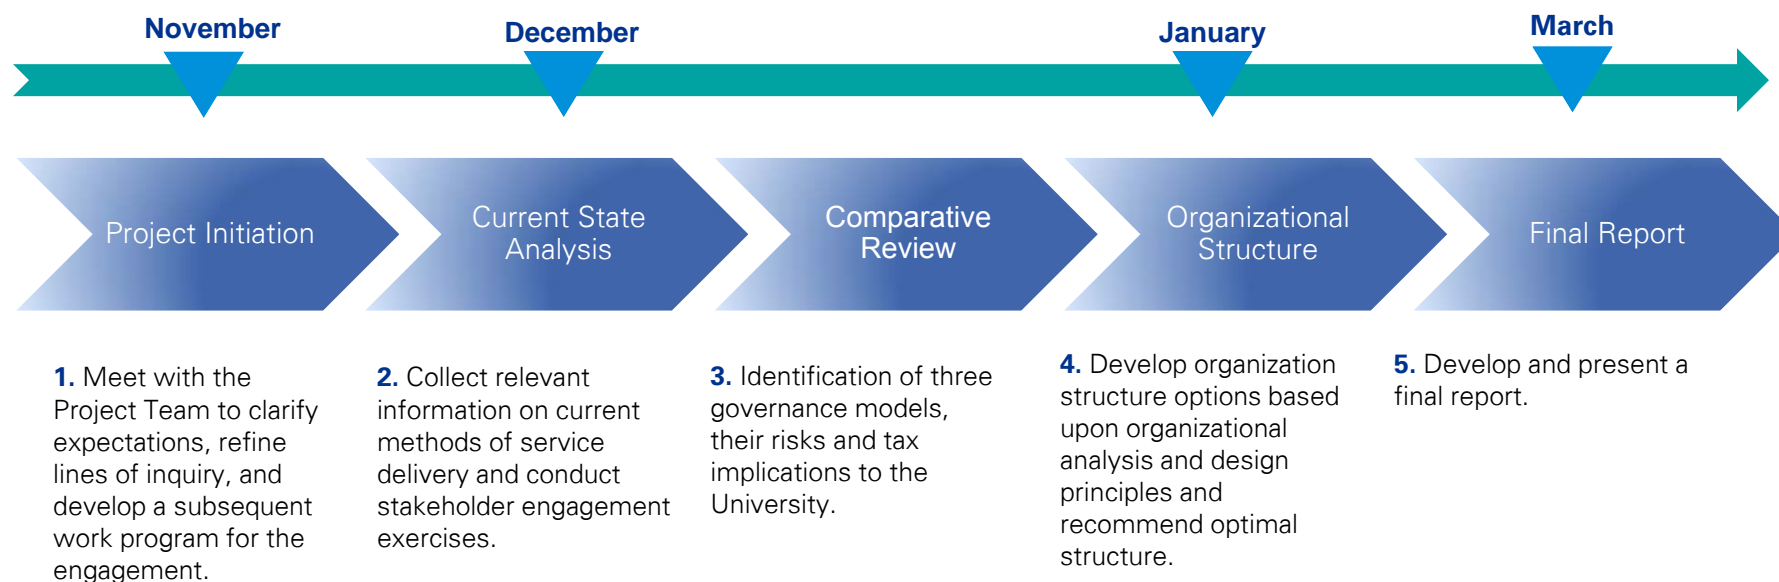 November
December
January
March
Project Initiation
Current State
Analysis
Comparative
Review
Organizational
Structure
Final Report
1. Meet with the
Project Team to clarify
expectations, refine
lines of inquiry, and
develop a subsequent
work program for the
engagement.
2. Collect relevant
information on current
methods of service
delivery and conduct
stakeholder engagement
exercises.
3. Identification of three
governance models,
their risks and tax
implications to the
University.
4. Develop organization
structure options based
upon organizational
analysis and design
principles and
recommend optimal
structure.
5. Develop and present a
final report.